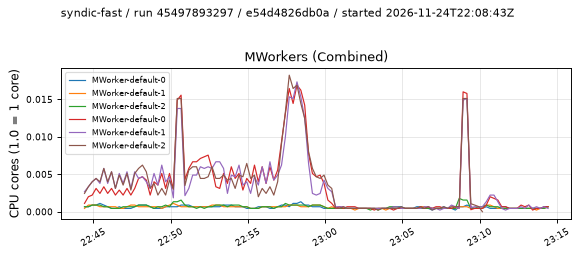 syndic-fast / run 45497893297 / e54d4826db0a / started 2026-11-24T22:08:43Z
MWorkers (Combined)
CPU cores (1.0 = 1 core)
0.015
0.010
0.005
0.000
MWorker-default-0
MWorker-default-1
MWorker-default-2
MWorker-default-0
MWorker-default-1
MWorker-default-2
22:45
22:50
22:55
23:00
23:05
23:10
23:15